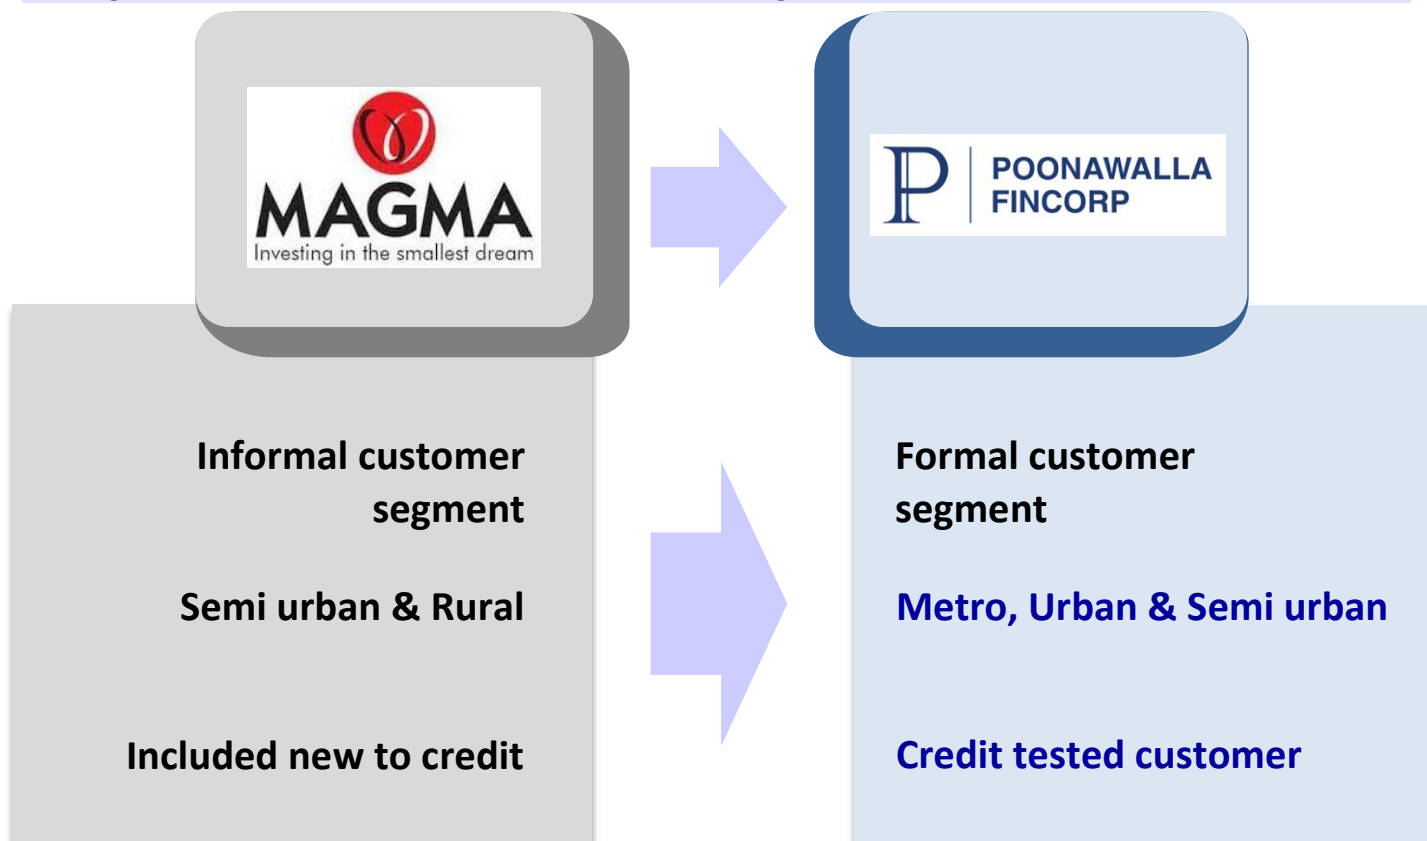 MAGMA
Investing in the smallest dream
P
POONAWALLA
FINCORP
Informal customer
segment
Semi urban & Rural
Included new to credit
Formal customer
segment
Metro, Urban & Semi urban
Credit tested customer